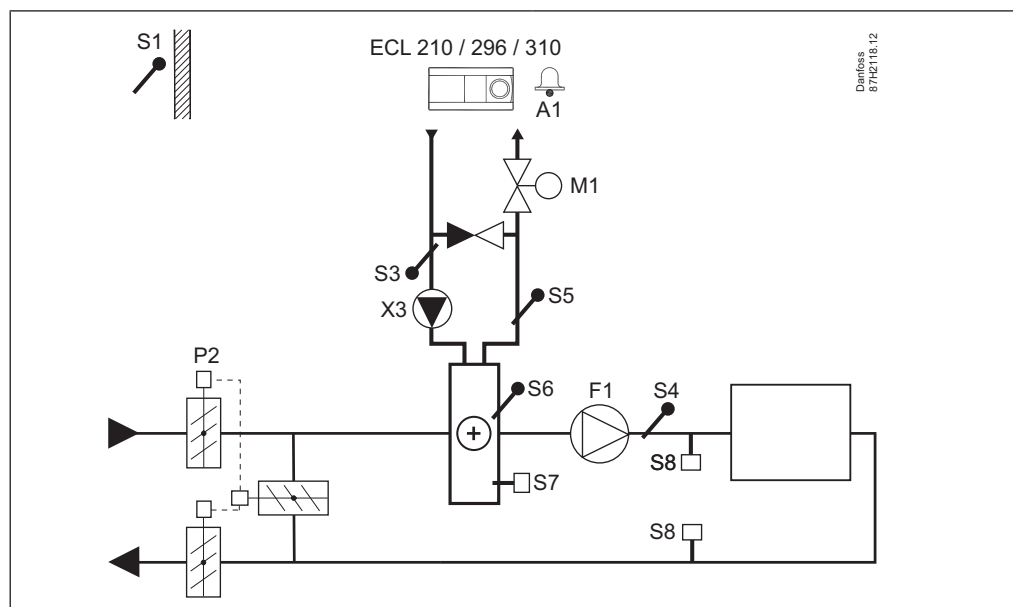 S1
ECL 210 / 296 / 310
A1
Danfoss
87H2118.12
M1
S3
S5
X3
P2
S6
F1
S4
S8
S7
S8